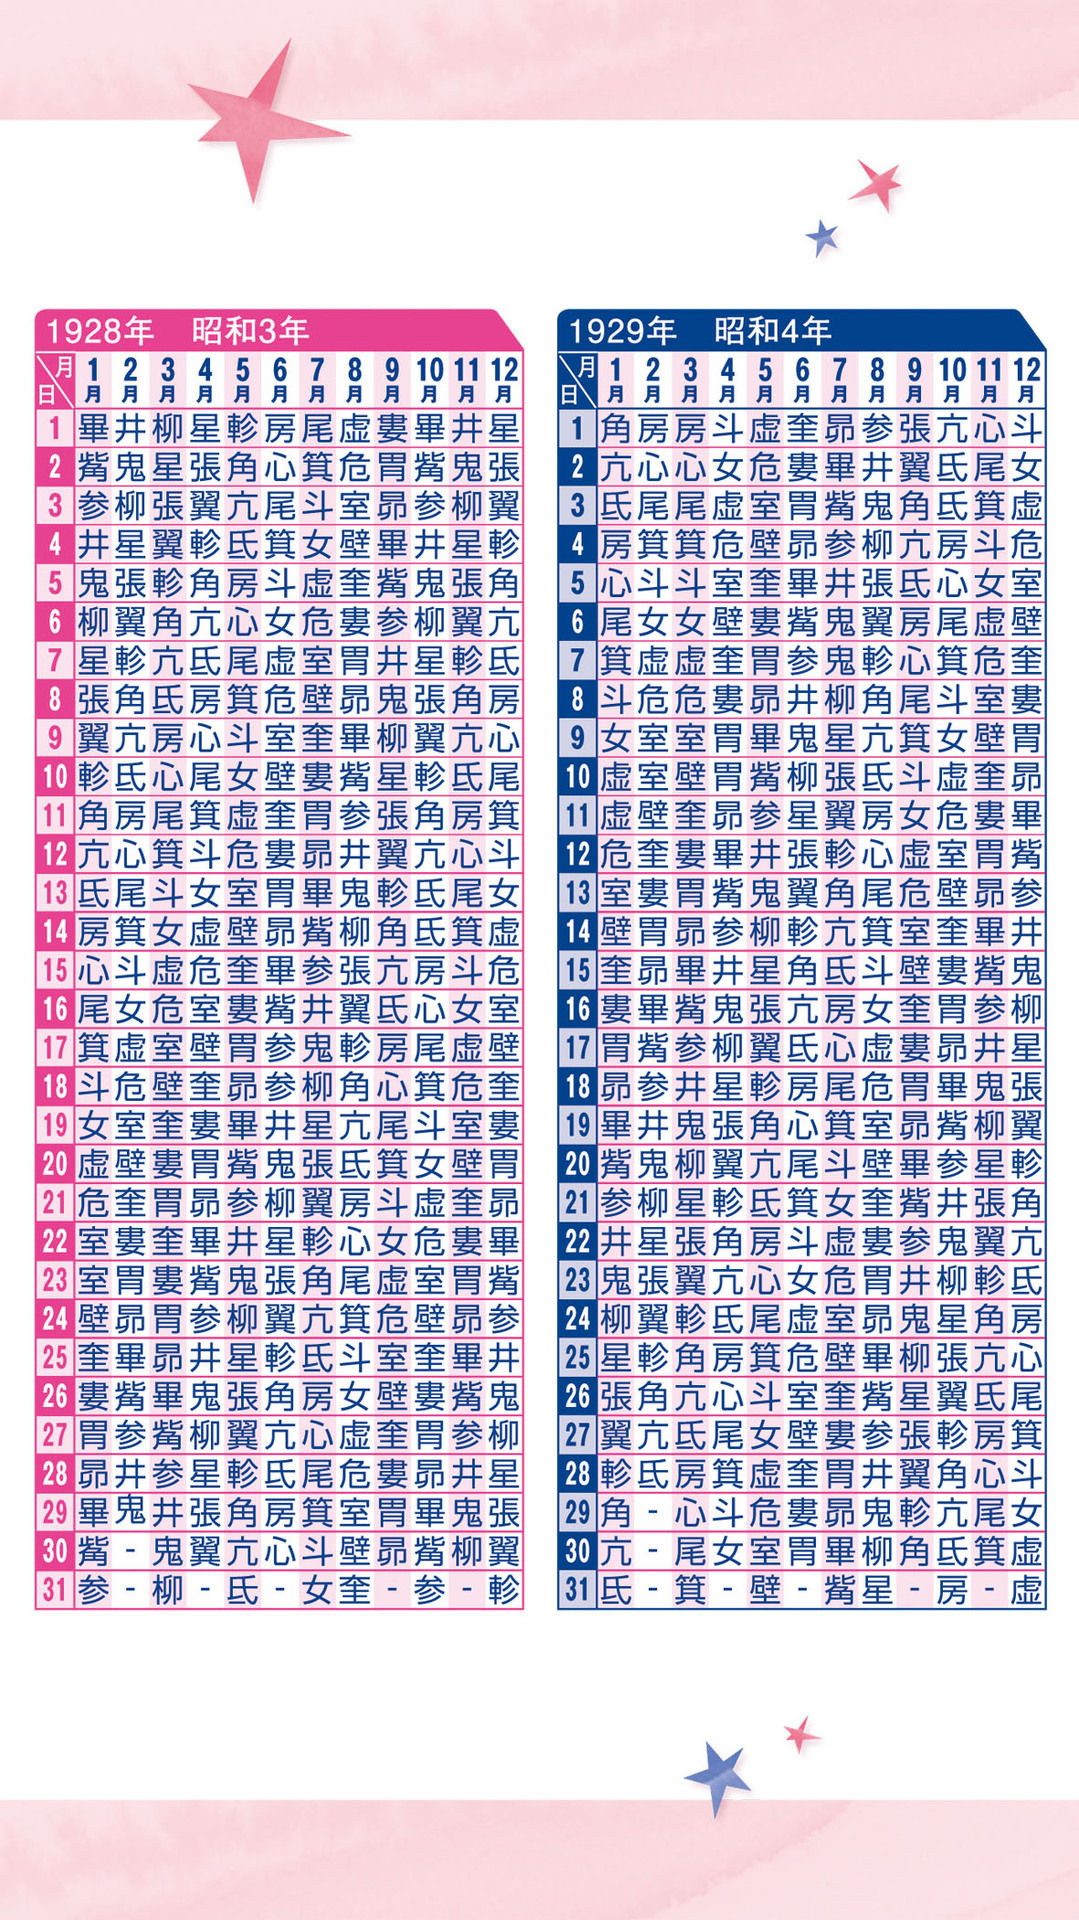 1928年 昭和3年
月 日 1月 2月 3月 4月 5月 6月 7月 8月 9月 10月 11月 12月
1 畢 井 柳 星 軫 房 尾 虚 婁 畢 井 星
2 觜 鬼 星 張 角 心 箕 危 胃 觜 鬼 張
3 参 柳 張 翼 亢 尾 斗 室 昴 参 柳 翼
4 井 星 翼 軫 氐 箕 女 壁 畢 井 星 軫
5 鬼 張 軫 角 房 斗 虚 奎 觜 鬼 張 角
6 柳 翼 角 亢 心 女 危 婁 参 柳 翼 亢
7 星 軫 亢 氐 尾 虚 室 胃 井 星 軫 氐
8 張 角 氐 房 箕 危 壁 昴 鬼 張 角 房
9 翼 亢 房 心 斗 室 奎 畢 柳 翼 亢 心
10 軫 氐 心 尾 女 壁 婁 觜 星 軫 氐 尾
11 角 房 尾 箕 虚 奎 胃 参 張 角 房 箕
12 亢 心 箕 斗 危 婁 昴 井 翼 亢 心 斗
13 氐 尾 斗 女 室 胃 畢 鬼 軫 氐 尾 女
14 房 箕 女 虚 壁 昴 觜 柳 角 氐 箕 虚
15 心 斗 虚 危 奎 畢 参 張 亢 房 斗 危
16 尾 女 危 室 婁 觜 井 翼 氐 心 女 室
17 箕 虚 室 壁 胃 参 鬼 軫 房 尾 虚 壁
18 斗 危 壁 奎 昴 参 柳 角 心 箕 危 奎
19 女 室 奎 婁 畢 井 星 亢 尾 斗 室 婁
20 虚 壁 婁 胃 觜 鬼 張 氐 箕 女 壁 胃
21 危 奎 胃 昴 参 柳 翼 房 斗 虚 奎 昴
22 室 婁 奎 畢 井 星 軫 心 女 危 婁 畢
23 室 胃 婁 觜 鬼 張 角 尾 虚 室 胃 觜
24 壁 昴 胃 参 柳 翼 亢 箕 危 壁 昴 参
25 奎 畢 昴 井 星 軫 氐 斗 室 奎 畢 井
26 婁 觜 畢 鬼 張 角 房 女 壁 婁 觜 鬼
27 胃 参 觜 柳 翼 亢 心 虚 奎 胃 参 柳
28 昴 井 参 星 軫 氐 尾 危 婁 昴 井 星
29 畢 鬼 井 張 角 房 箕 室 胃 畢 鬼 張
30 觜 - 鬼 翼 亢 心 斗 壁 昴 觜 柳 翼
31 参 - 柳 - 氐 - 女 奎 - 参 - 軫
1929年 昭和4年
月 日 1月 2月 3月 4月 5月 6月 7月 8月 9月 10月 11月 12月
1 角 房 房 斗 虚 奎 昴 参 張 亢 心 斗
2 亢 心 心 女 危 婁 畢 井 翼 氐 尾 女
3 氐 尾 尾 虚 室 胃 觜 鬼 角 氐 箕 虚
4 房 箕 箕 危 壁 昴 参 柳 亢 房 斗 危
5 心 斗 斗 室 奎 畢 井 張 氐 心 女 室
6 尾 女 女 壁 婁 觜 鬼 翼 房 尾 虚 壁
7 箕 虚 虚 奎 胃 参 鬼 軫 心 箕 危 奎
8 斗 危 危 婁 昴 井 柳 角 尾 斗 室 婁
9 女 室 室 胃 畢 鬼 星 亢 箕 女 壁 胃
10 虚 室 壁 胃 觜 柳 張 氐 斗 虚 奎 昴
11 虚 壁 奎 昴 参 星 翼 房 女 危 婁 畢
12 危 奎 婁 畢 井 張 軫 心 虚 室 胃 觜
13 室 婁 胃 觜 鬼 翼 角 尾 危 壁 昴 参
14 壁 胃 昴 参 柳 軫 亢 箕 室 奎 畢 井
15 奎 昴 畢 井 星 角 氐 斗 壁 婁 觜 鬼
16 婁 畢 觜 鬼 張 亢 房 女 奎 胃 参 柳
17 胃 觜 参 柳 翼 氐 心 虚 婁 昴 井 星
18 昴 参 井 星 軫 房 尾 危 胃 畢 鬼 張
19 畢 井 鬼 張 角 心 箕 室 昴 觜 柳 翼
20 觜 鬼 柳 翼 亢 尾 斗 壁 畢 参 星 軫
21 参 柳 星 軫 氐 箕 女 奎 觜 井 張 角
22 井 星 張 角 房 斗 虚 婁 参 鬼 翼 亢
23 鬼 張 翼 亢 心 女 危 胃 井 柳 軫 氐
24 柳 翼 軫 氐 尾 虚 室 昴 鬼 星 角 房
25 星 軫 角 房 箕 危 壁 畢 柳 張 亢 心
26 張 角 亢 心 斗 室 奎 觜 星 翼 氐 尾
27 翼 亢 氐 尾 女 壁 婁 参 張 軫 房 箕
28 軫 氐 房 箕 虚 奎 胃 井 翼 角 心 斗
29 角 - 心 斗 危 婁 昴 鬼 軫 亢 尾 女
30 亢 - 尾 女 室 胃 畢 柳 角 氐 箕 虚
31 氐 - 箕 - 壁 - 觜 星 - 房 - 虚